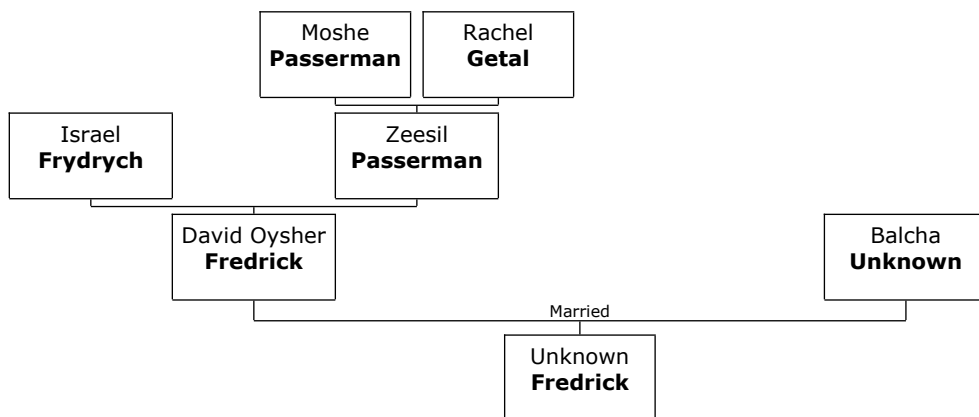 Moshe
Passerman
Rachel
Getal
Israel
Frydrych
Zeesil
Passerman
David Oysher
Fredrick
Balcha
Unknown
Married
Unknown
Fredrick